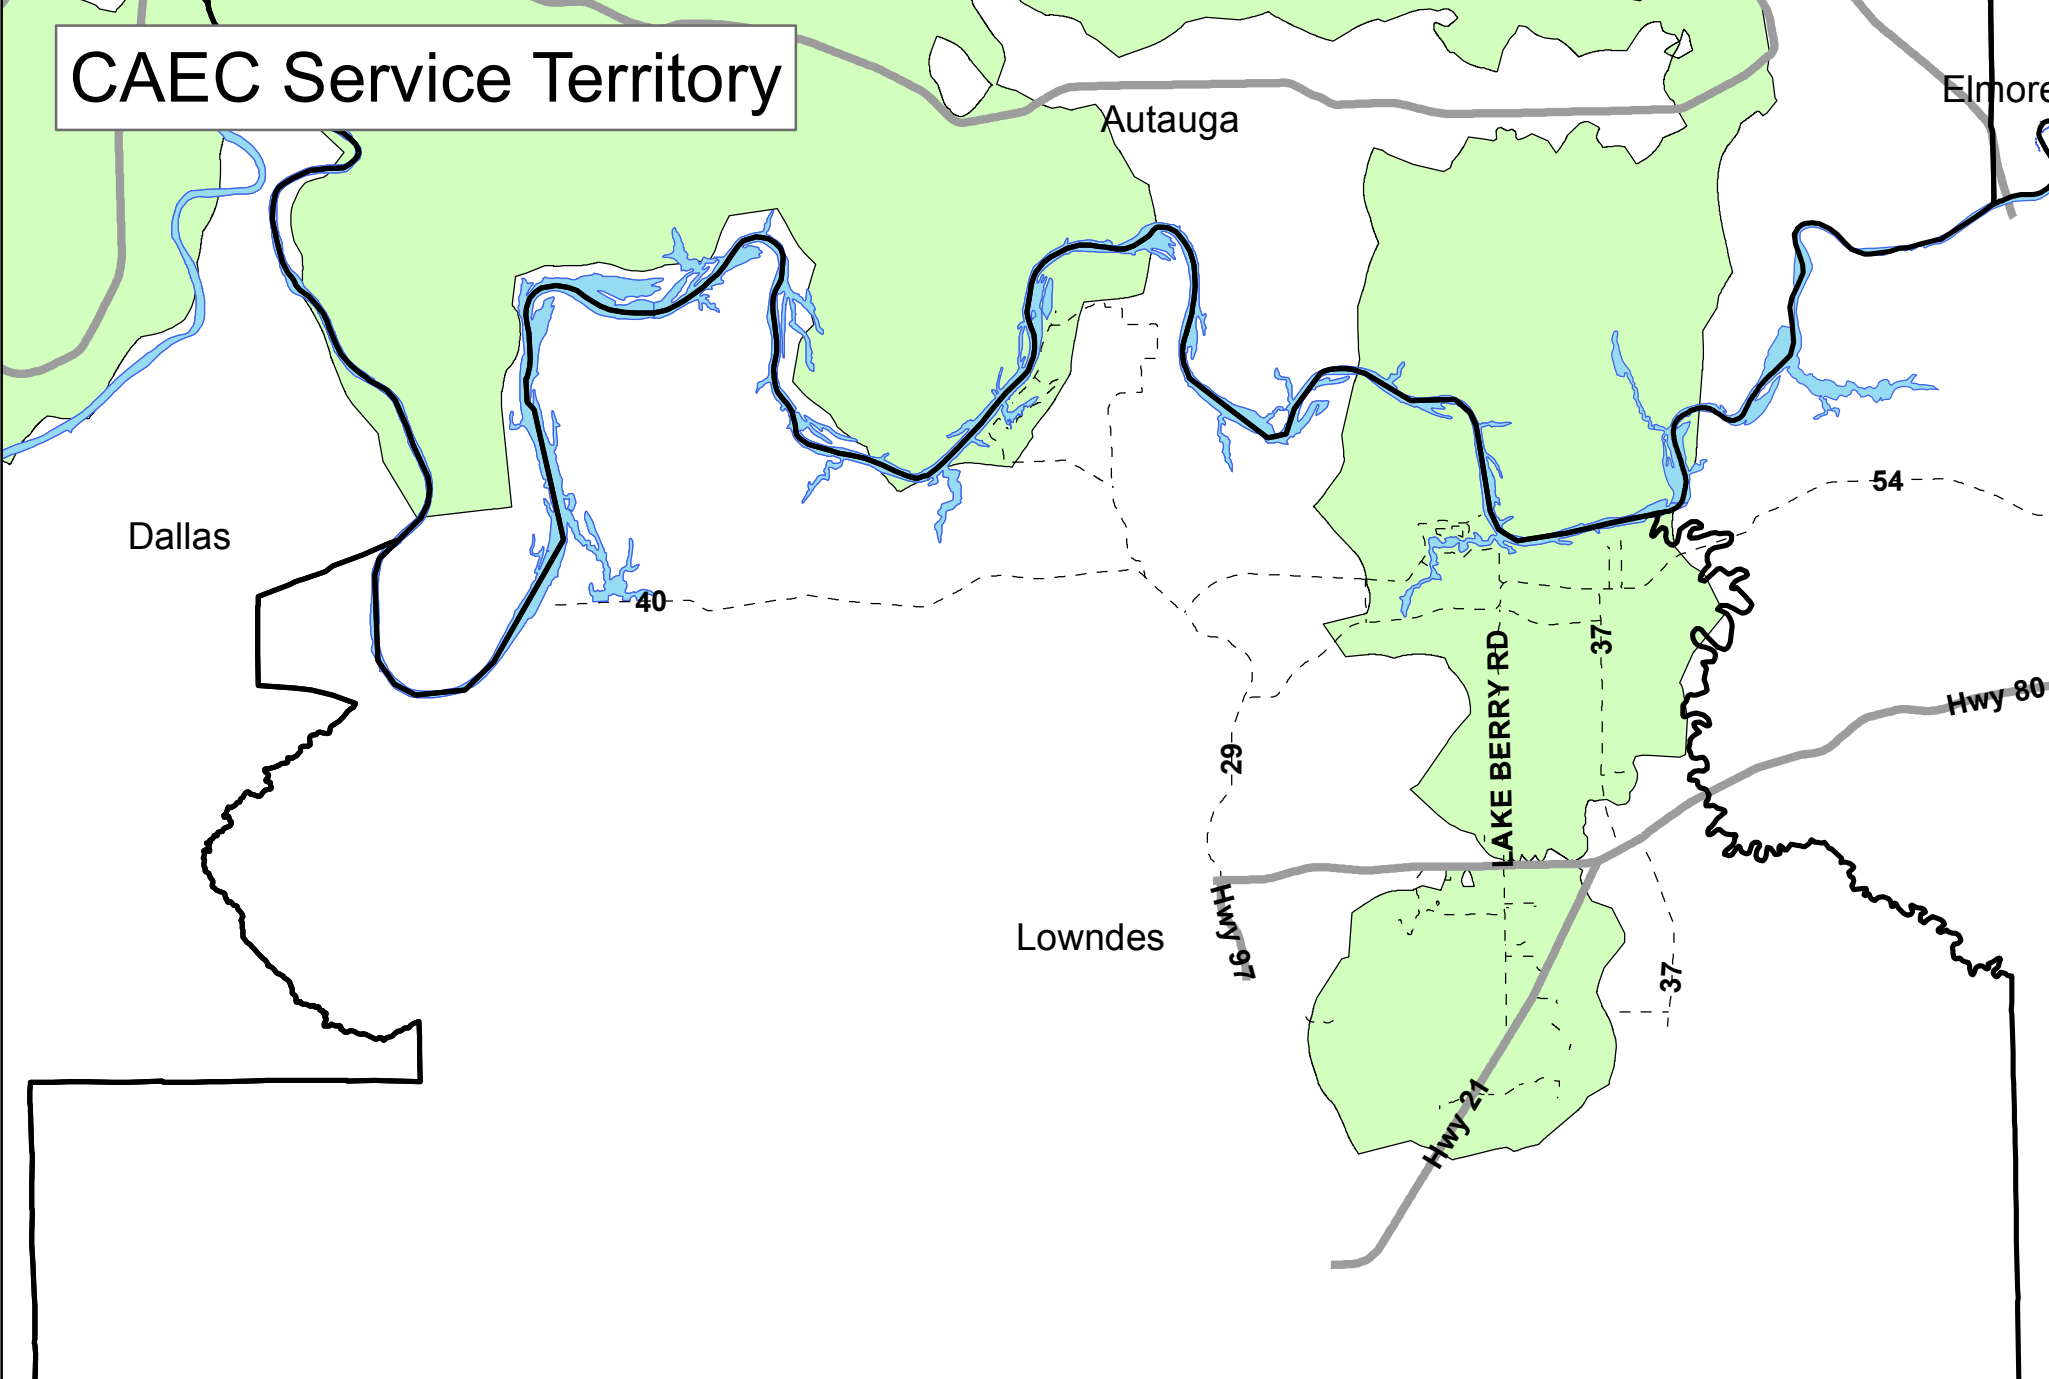 CAEC Service Territory
Elmore
Autauga
54
Dallas
40
37
LAKE BERRY RD
Hwy 80
29
Hwy 97
Lowndes
37
Hwy 21